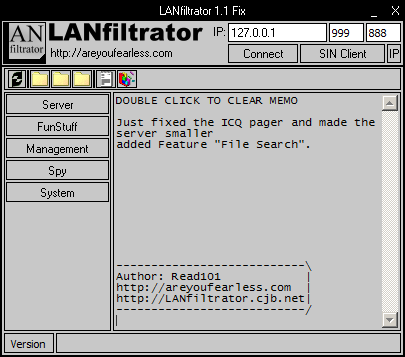 LANfiltrator 1.1 Fix
_ X
AN
filtrator
LANfiltrator
http://areyoufearless.com
IP: 127.0.0.1 999 888
Connect SIN Client IP
Server
FunStuff
Management
Spy
System
DOUBLE CLICK TO CLEAR MEMO
Just fixed the ICQ pager and made the
server smaller
added Feature "File Search".
--------------------------\
Author: Read101 |
http://areyoufearless.com |
http://LANfiltrator.cjb.net|
--------------------------/
Version